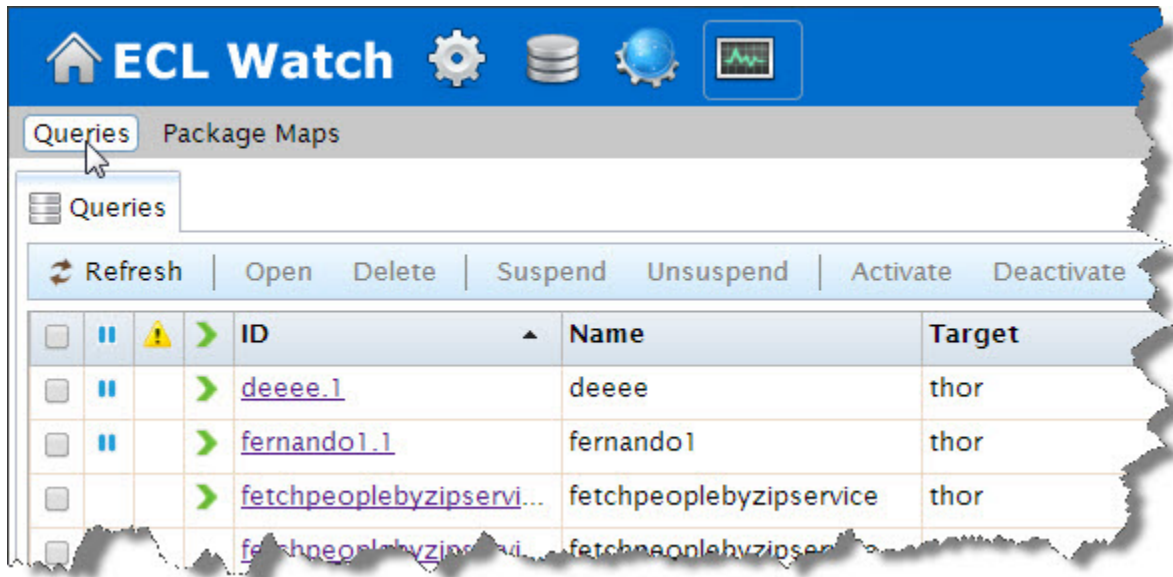 ECL Watch
Queries Package Maps
Queries
Refresh Open Delete Suspend Unsuspend Activate Deactivate
ID Name Target
deeee.1 deeee thor
fernando1.1 fernando1 thor
fetchpeoplebyzipservi... fetchpeoplebyzipservice thor